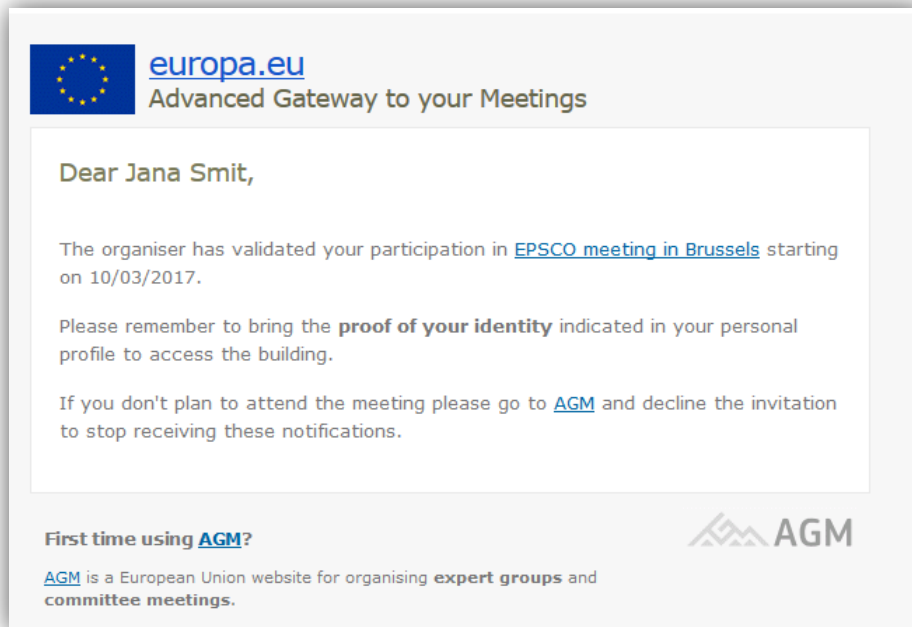 europa.eu
Advanced Gateway to your Meetings
Dear Jana Smit,
The organiser has validated your participation in EPSCO meeting in Brussels starting
on 10/03/2017.
Please remember to bring the proof of your identity indicated in your personal
profile to access the building.
If you don't plan to attend the meeting please go to AGM and decline the invitation
to stop receiving these notifications.
First time using AGM?
AGM
AGM is a European Union website for organising expert groups and
committee meetings.